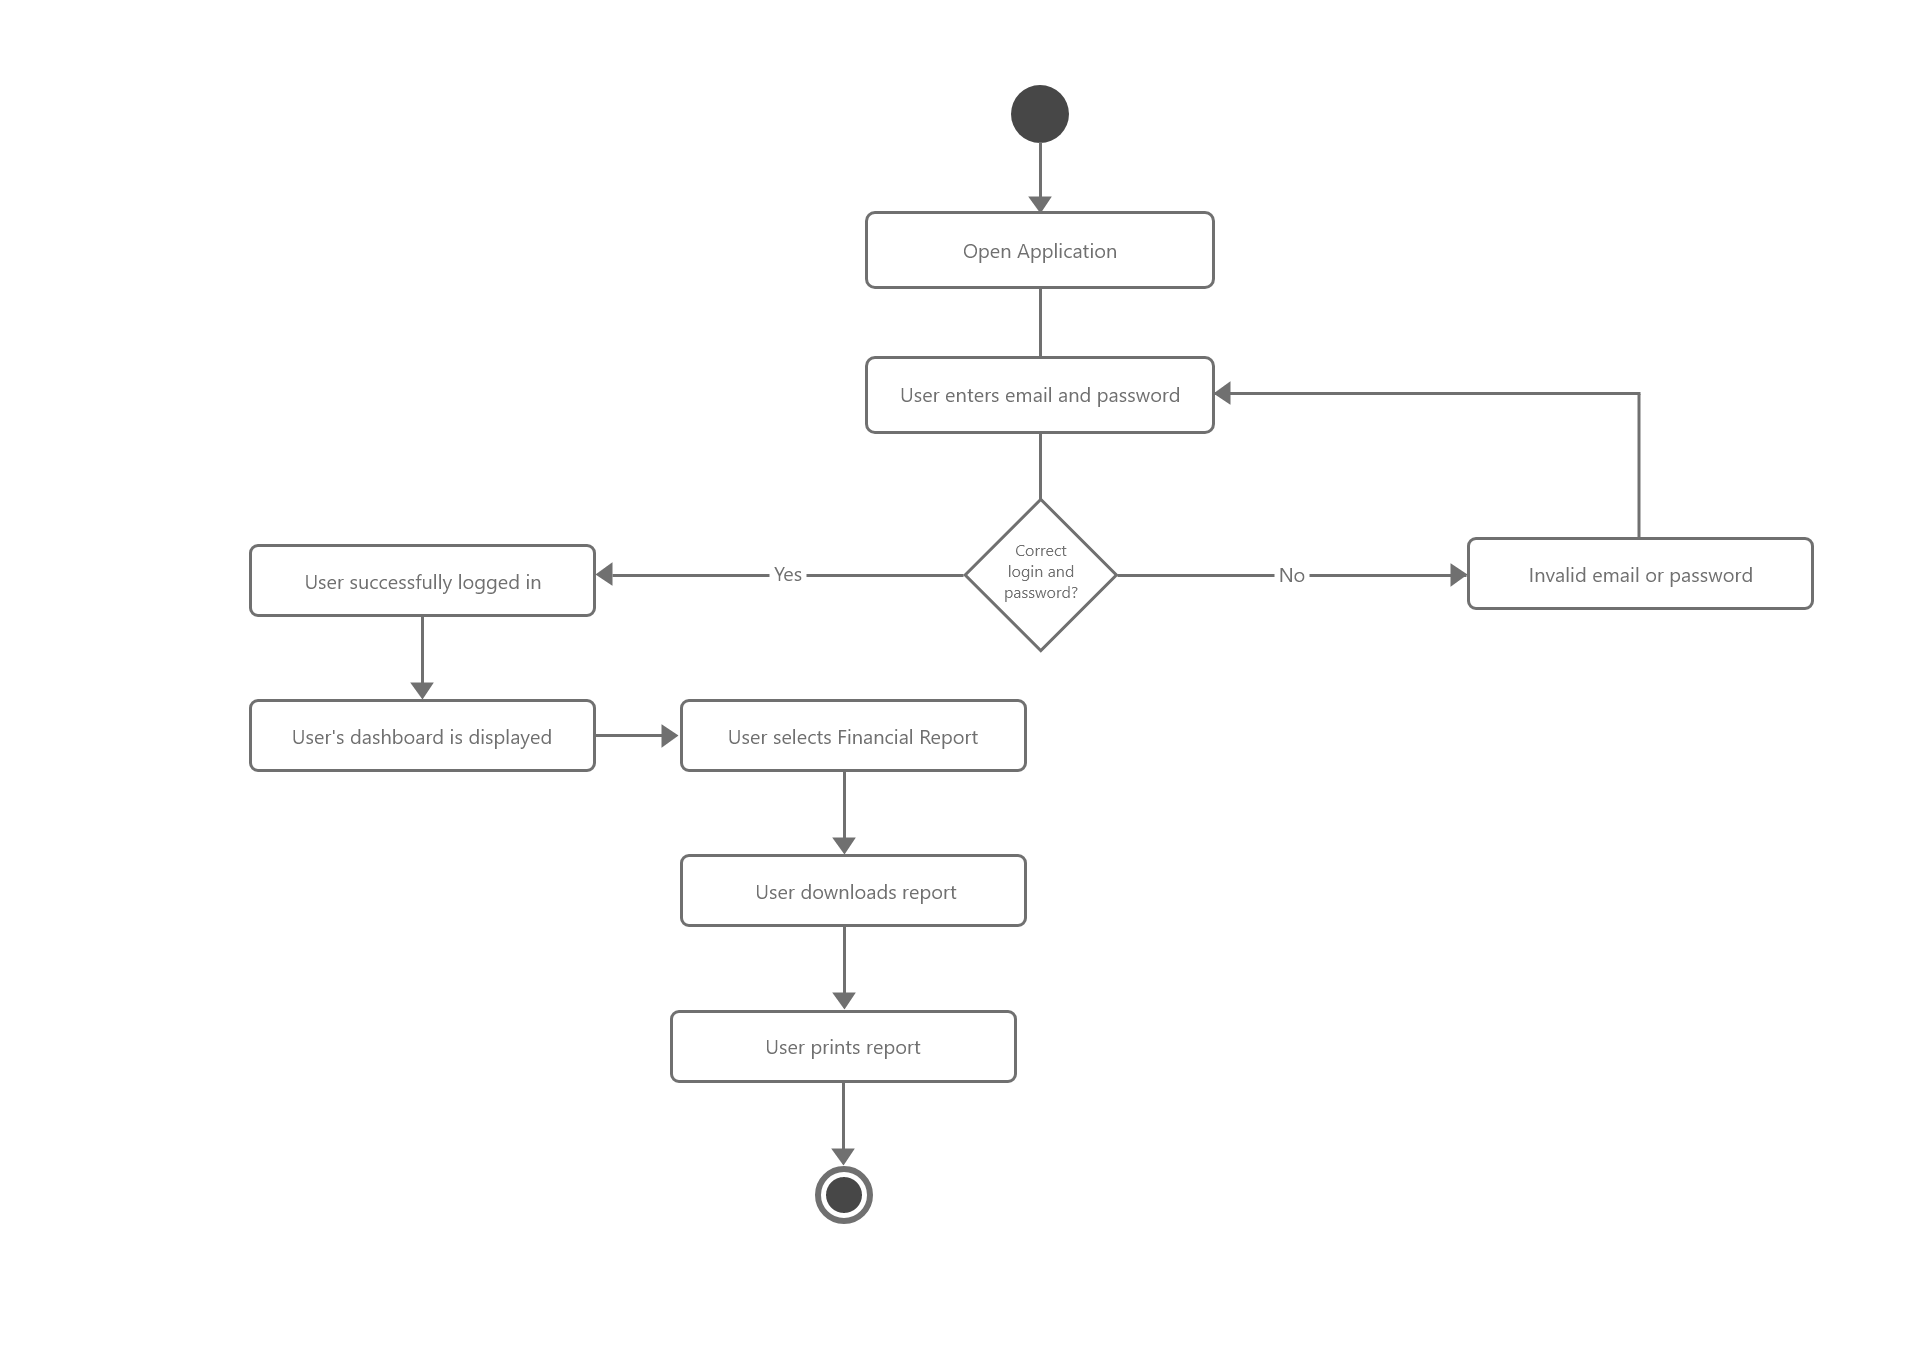 Open Application
User enters email and password
Correct
login and
password?
Yes
No
User successfully logged in
Invalid email or password
User's dashboard is displayed
User selects Financial Report
User downloads report
User prints report